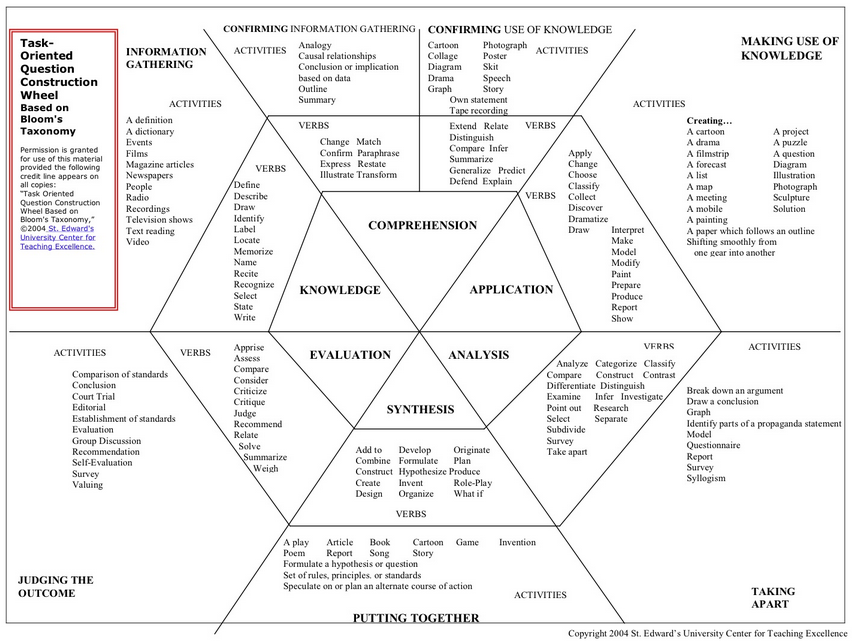 Task-
Oriented
Question
Construction
Wheel
Based on
Bloom's
Taxonomy
Permission is granted
for use of this material
provided the following
credit line appears on
all copies:
"Task Oriented
Question Construction
Wheel Based on
Bloom's Taxonomy,"
©2004 St. Edward's
University Center for
Teaching Excellence.
INFORMATION
GATHERING
ACTIVITIES
A definition
A dictionary
Events
Films
Magazine articles
Newspapers
People
Radio
Recordings
Television shows
Text reading
Video
VERBS
Define
Describe
Draw
Identify
Label
Locate
Memorize
Name
Recite
Recognize
Select
State
Write
KNOWLEDGE
CONFIRMING INFORMATION GATHERING
ACTIVITIES
Analogy
Causal relationships
Conclusion or implication
based on data
Outline
Summary
VERBS
Change Match
Confirm Paraphrase
Express Restate
Illustrate Transform
CONFIRMING USE OF KNOWLEDGE
Cartoon Photograph
Collage Poster
Diagram Skit
Drama Speech
Graph Story
Own statement
Tape recording
ACTIVITIES
Extend Relate
Distinguish
Compare Infer
Summarize
Generalize Predict
Defend Explain
VERBS
COMPREHENSION
MAKING USE OF
KNOWLEDGE
ACTIVITIES
Creating...
A cartoon A project
A drama A puzzle
A filmstrip A question
A forecast Diagram
A list Illustration
A map Photograph
A meeting Sculpture
A mobile Solution
A painting
A paper which follows an outline
Shifting smoothly from
one gear into another
VERBS
Apply
Change
Choose
Classify
Collect
Discover
Dramatize
Draw Interpret
Make
Model
Modify
Paint
Prepare
Produce
Report
Show
APPLICATION
EVALUATION
ANALYSIS
SYNTHESIS
ACTIVITIES
Comparison of standards
Conclusion
Court Trial
Editorial
Establishment of standards
Evaluation
Group Discussion
Recommendation
Self-Evaluation
Survey
Valuing
VERBS
Apprise
Assess
Compare
Consider
Criticize
Critique
Judge
Recommend
Relate
Solve
Summarize
Weigh
JUDGING THE
OUTCOME
Add to Develop Originate
Combine Formulate Plan
Construct Hypothesize Produce
Create Invent Role-Play
Design Organize What if
VERBS
A play Article Book Cartoon Game Invention
Poem Report Song Story
Formulate a hypothesis or question
Set of rules, principles. or standards
Speculate on or plan an alternate course of action
ACTIVITIES
PUTTING TOGETHER
VERBS
Analyze Categorize Classify
Compare Construct Contrast
Differentiate Distinguish
Examine Infer Investigate
Point out Research
Select Separate
Subdivide
Survey
Take apart
ACTIVITIES
Break down an argument
Draw a conclusion
Graph
Identify parts of a propaganda statement
Model
Questionnaire
Report
Survey
Syllogism
TAKING
APART
Copyright 2004 St. Edward's University Center for Teaching Excellence